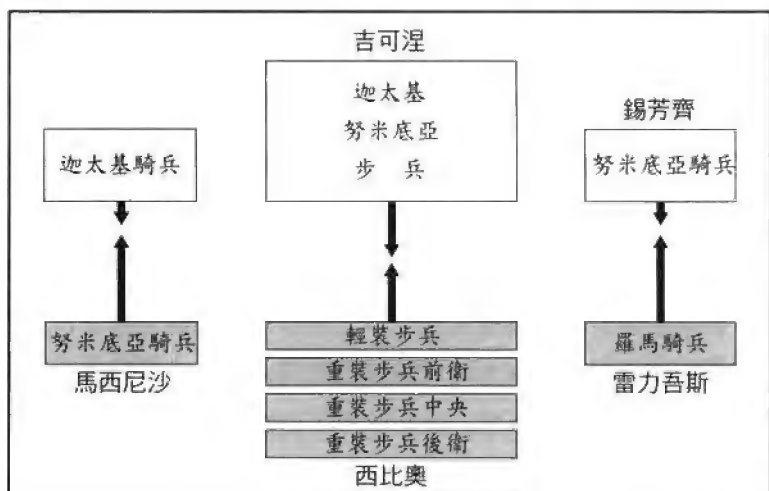 吉可涅
迦太基
努米底亞
步 兵
迦太基騎兵
錫芳齊
努米底亞騎兵
努米底亞騎兵
馬西尼沙
輕裝步兵
重裝步兵前衛
重裝步兵中央
重裝步兵後衛
西比奧
羅馬騎兵
雷力吾斯